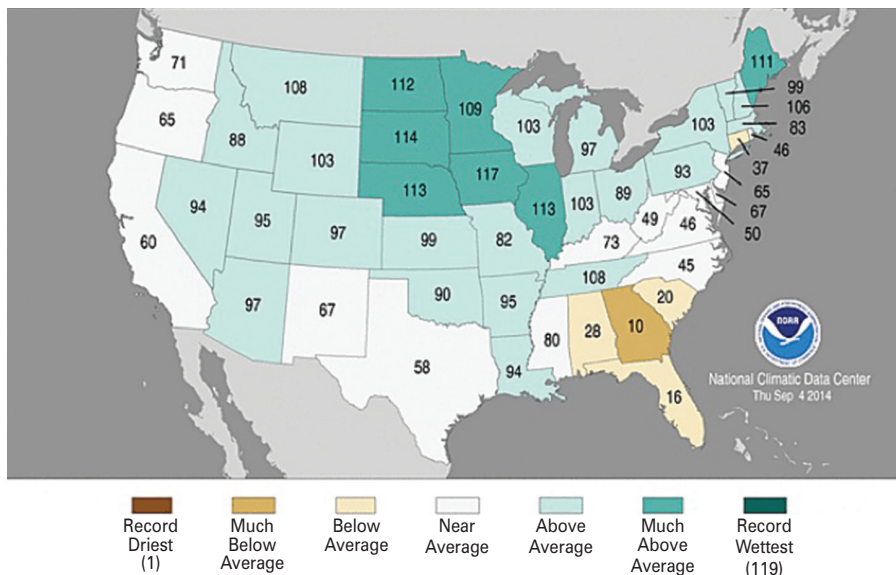 71
108
112
109
111
65
88
103
114
103
97
103
99
106
83
46
37
65
67
50
94
95
97
113
117
113
103
89
93
60
99
82
73
49
46
97
67
90
95
108
45
58
94
80
28
10
20
16
NOAA
National Climatic Data Center
Thu Sep 4 2014
Record
Driest
(1)
Much
Below
Average
Below
Average
Near
Average
Above
Average
Much
Above
Average
Record
Wettest
(119)